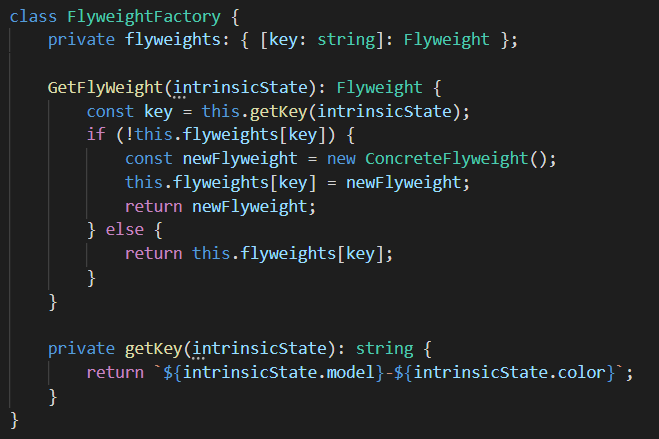 class FlyweightFactory {
    private flyweights: { [key: string]: Flyweight };

    GetFlyWeight(intrinsicState): Flyweight {
        const key = this.getKey(intrinsicState);
        if (!this.flyweights[key]) {
            const newFlyweight = new ConcreteFlyweight();
            this.flyweights[key] = newFlyweight;
            return newFlyweight;
        } else {
            return this.flyweights[key];
        }
    }

    private getKey(intrinsicState): string {
        return `${intrinsicState.model}-${intrinsicState.color}`;
    }
}